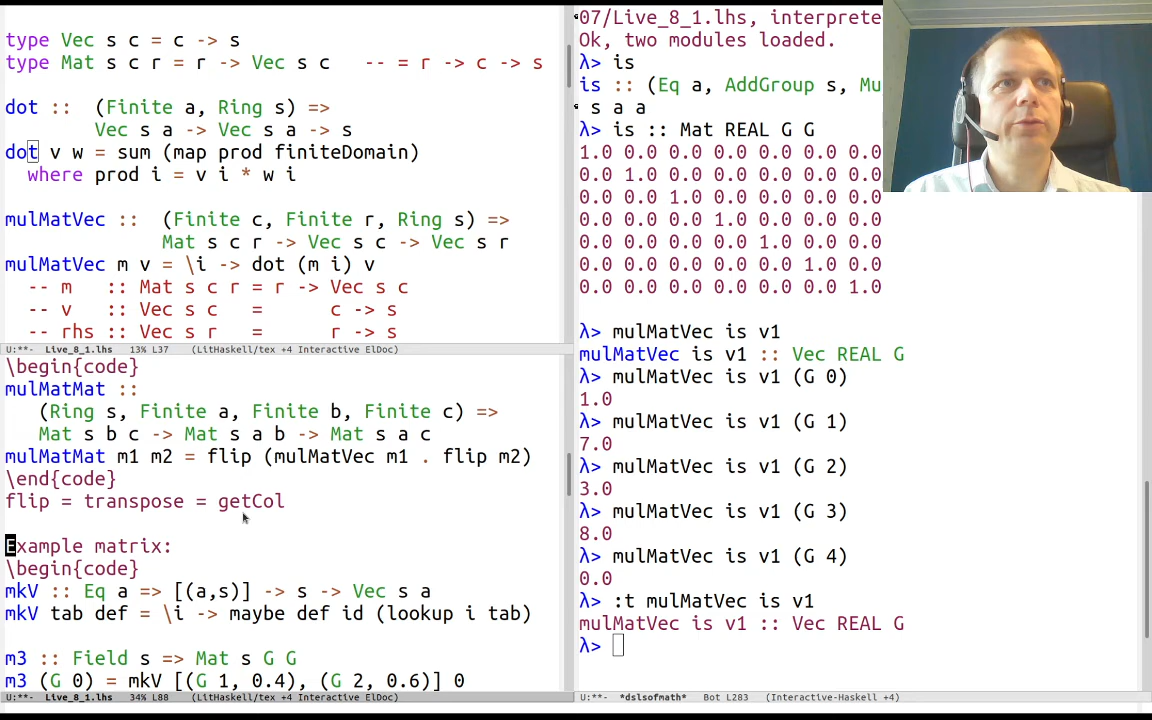 type Vec s c = c -> s
type Mat s c r = r -> Vec s c   -- = r -> c -> s
dot ::  (Finite a, Ring s) =>
        Vec s a -> Vec s a -> s
dot v w = sum (map prod finiteDomain)
  where prod i = v i * w i
mulMatVec ::  (Finite c, Finite r, Ring s) =>
              Mat s c r -> Vec s c -> Vec s r
mulMatVec m v = \i -> dot (m i) v
  -- m   :: Mat s c r = r -> Vec s c
  -- v   :: Vec s c   =      c -> s
  -- rhs :: Vec s r   =      r -> s
U:**-  Live_8_1.lhs   13% L37    (LitHaskell/tex +4 Interactive ElDoc)
\begin{code}
mulMatMat ::
   (Ring s, Finite a, Finite b, Finite c) =>
   Mat s b c -> Mat s a b -> Mat s a c
mulMatMat m1 m2 = flip (mulMatVec m1 . flip m2)
\end{code}
flip = transpose = getCol
Example matrix:
\begin{code}
mkV :: Eq a => [(a,s)] -> s -> Vec s a
mkV tab def = \i -> maybe def id (lookup i tab)
m3 :: Field s => Mat s G G
m3 (G 0) = mkV [(G 1, 0.4), (G 2, 0.6)] 0
U:**-  Live_8_1.lhs   34% L88    (LitHaskell/tex +4 Interactive ElDoc)
07/Live_8_1.lhs, interprete
Ok, two modules loaded.
λ> is
is :: (Eq a, AddGroup s, Mu
s a a
λ> is :: Mat REAL G G
1.0 0.0 0.0 0.0 0.0 0.0 0.0
0.0 1.0 0.0 0.0 0.0 0.0 0.0
0.0 0.0 1.0 0.0 0.0 0.0 0.0
0.0 0.0 0.0 1.0 0.0 0.0 0.0
0.0 0.0 0.0 0.0 1.0 0.0 0.0
0.0 0.0 0.0 0.0 0.0 1.0 0.0
0.0 0.0 0.0 0.0 0.0 0.0 1.0
λ> mulMatVec is v1
mulMatVec is v1 :: Vec REAL G
λ> mulMatVec is v1 (G 0)
1.0
λ> mulMatVec is v1 (G 1)
7.0
λ> mulMatVec is v1 (G 2)
3.0
λ> mulMatVec is v1 (G 3)
8.0
λ> mulMatVec is v1 (G 4)
0.0
λ> :t mulMatVec is v1
mulMatVec is v1 :: Vec REAL G
λ>
U:**-  *dslsofmath*   Bot L283   (Interactive-Haskell +4)